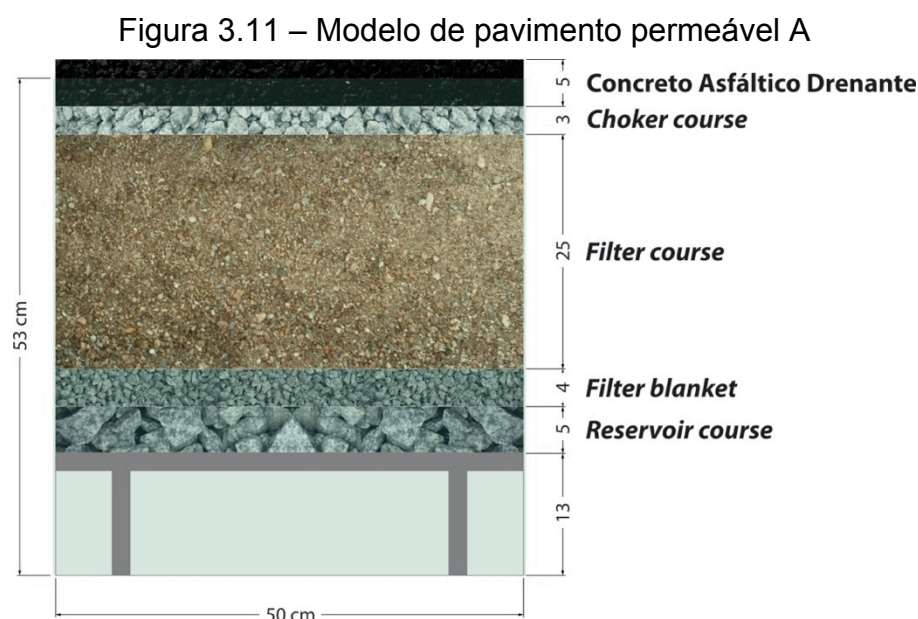 Figura 3.11 – Modelo de pavimento permeável A
5 Concreto Asfáltico Drenante
3 Choker course
25 Filter course
53 cm
4 Filter blanket
5 Reservoir course
13
50 cm